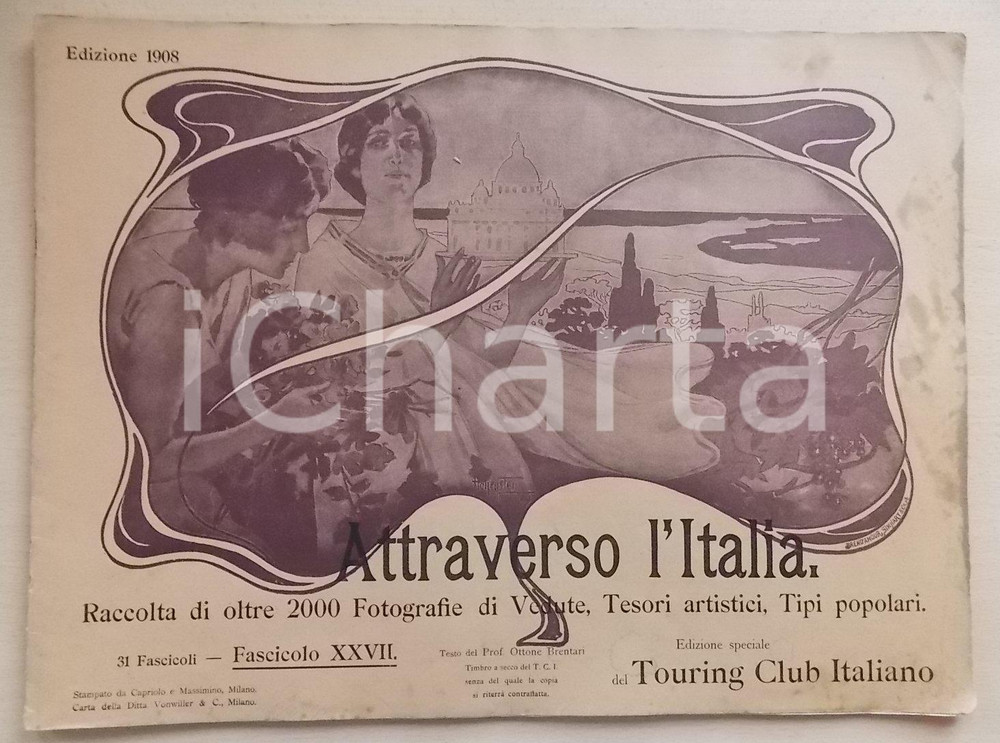 Edizione 1908
iCharta
Attraverso l'Italia.
Raccolta di oltre 2000 Fotografie di Vedute, Tesori artistici, Tipi popolari.
31 Fascicoli — Fascicolo XXVII.
Stampato da Capriolo e Massimino, Milano.
Carta della Ditta Vonwiller & C., Milano.
Testo del Prof. Ottone Brentari
Timbro a secco del T. C. I.
senza del quale la copia
si riterrà contraffatta.
Edizione speciale
del Touring Club Italiano